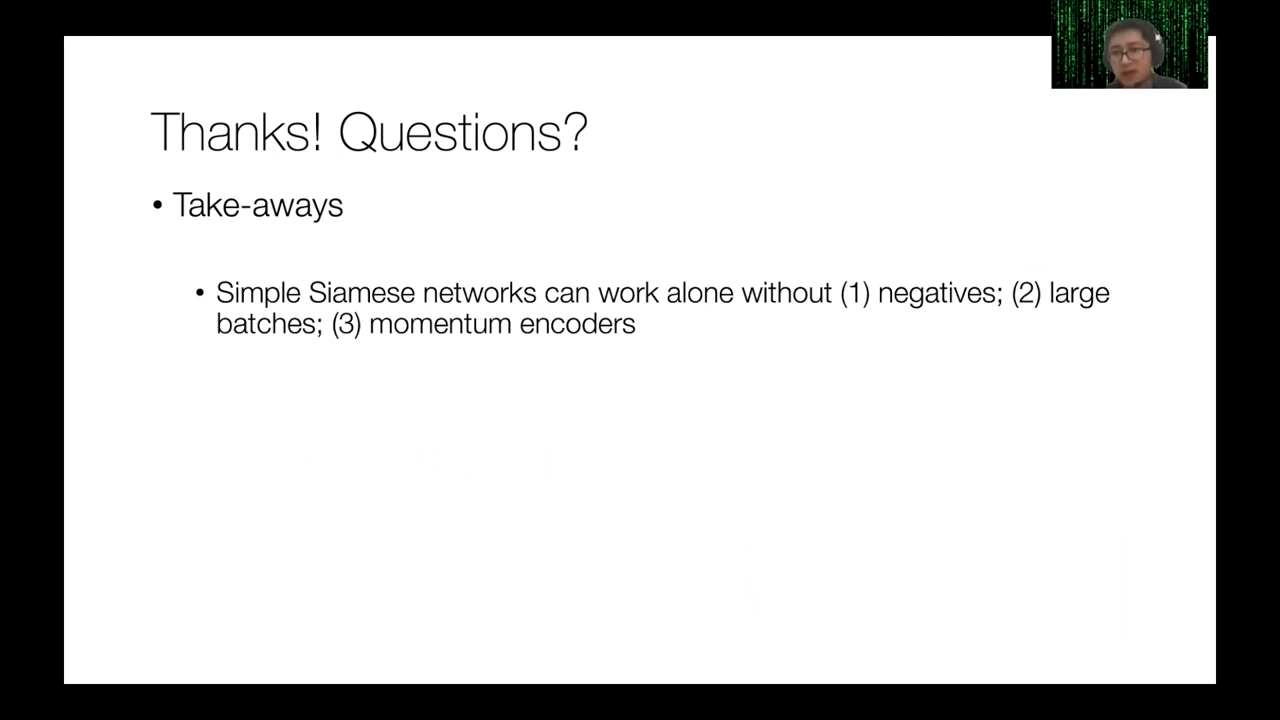 Thanks! Questions?
• Take-aways
• Simple Siamese networks can work alone without (1) negatives; (2) large
batches; (3) momentum encoders